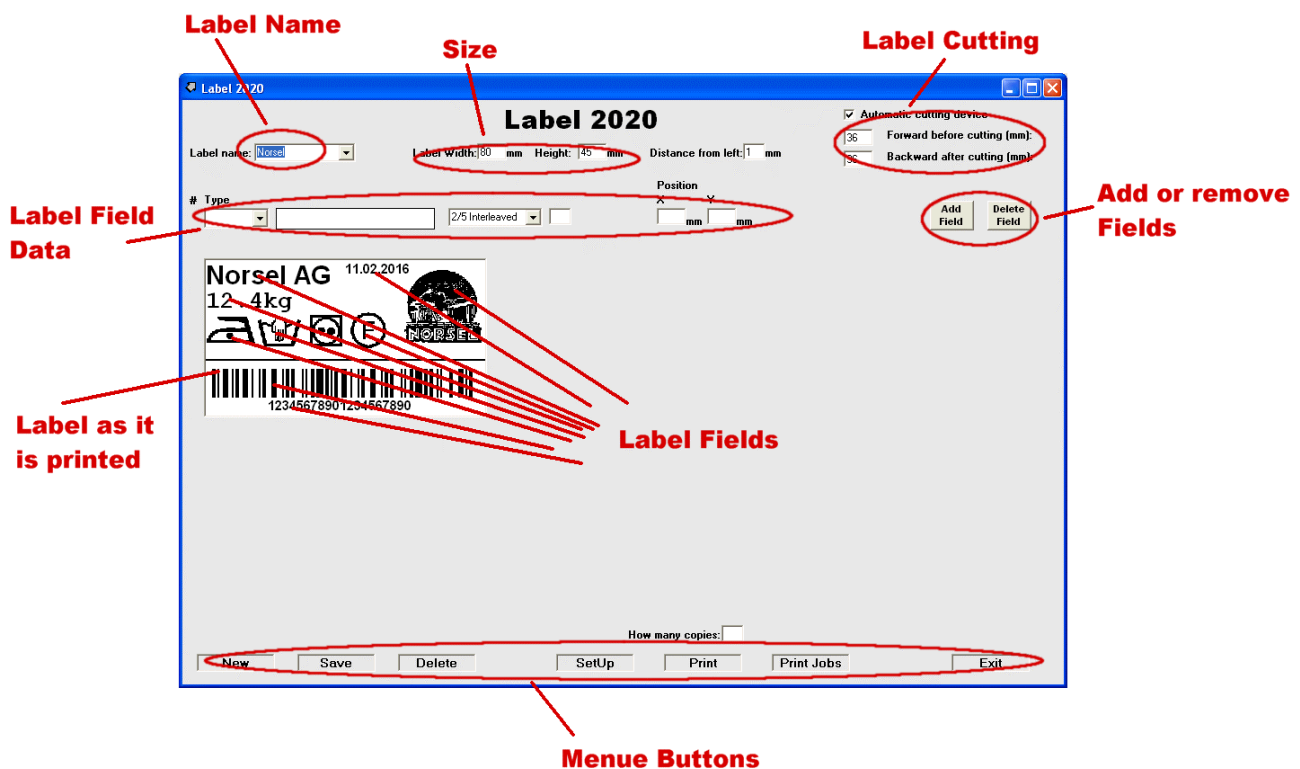 Label Name
Size
Label Cutting
Label 2020
Label 2020
Automatic cutting device
36 Forward before cutting (mm):
Label name: Norsel Label Width: 80 mm Height: 45 mm Distance from left: 1 mm
36 Backward after cutting (mm):
Position
# Type X Y
2/5 Interleaved mm mm
Add Field
Delete Field
Label Field
Data
Add or remove
Fields
Norsel AG 11.02.2016
12.4kg
F
NORSEL
12345678901234567890
Label as it
is printed
Label Fields
How many copies:
New Save Delete SetUp Print Print Jobs Exit
Menue Buttons